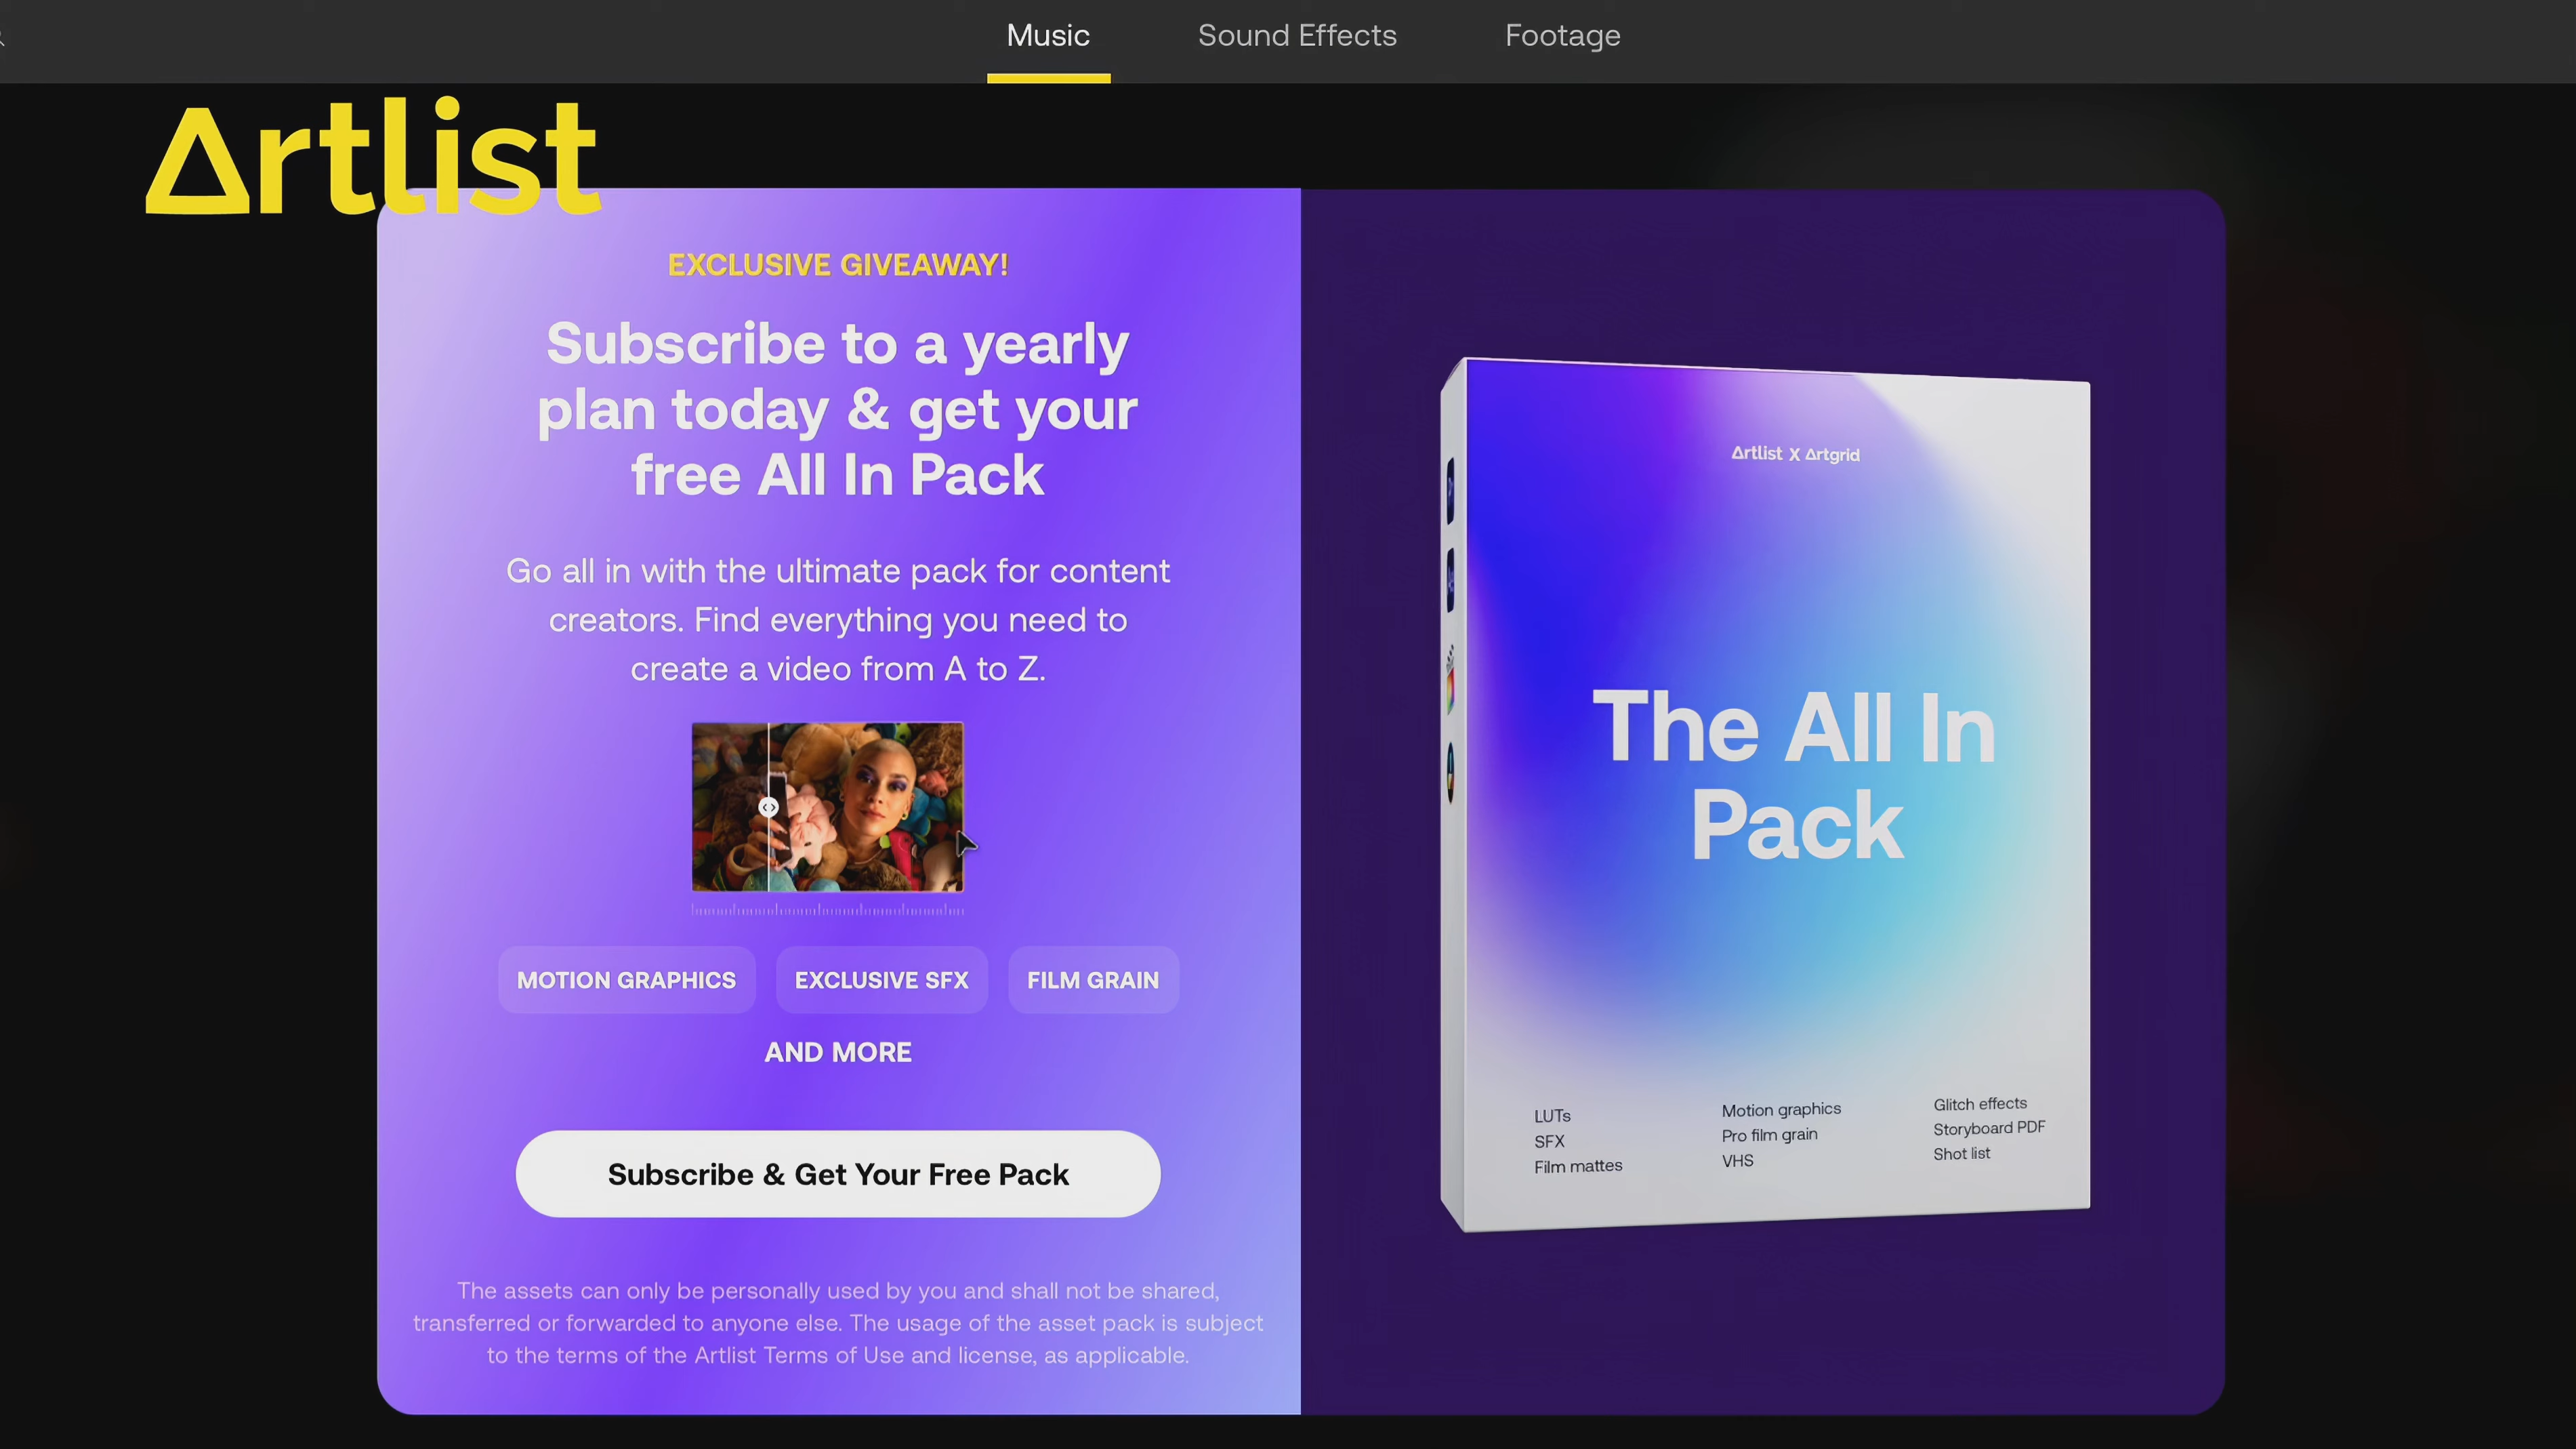 Music
Sound Effects
Footage
Artlist
EXCLUSIVE GIVEAWAY!
Subscribe to a yearly
plan today & get your
free All In Pack
Go all in with the ultimate pack for content
creators. Find everything you need to
create a video from A to Z.
MOTION GRAPHICS
EXCLUSIVE SFX
FILM GRAIN
AND MORE
Subscribe & Get Your Free Pack
The assets can only be personally used by you and shall not be shared,
transferred or forwarded to anyone else. The usage of the asset pack is subject
to the terms of the Artlist Terms of Use and license, as applicable.
Artlist X Artgrid
The All In
Pack
LUTs
SFX
Film mattes
Motion graphics
Pro film grain
VHS
Glitch effects
Storyboard PDF
Shot list